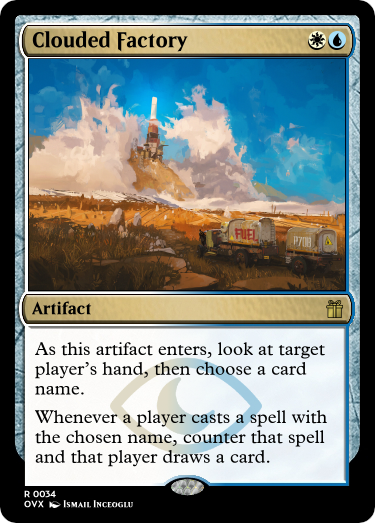 Clouded Factory
FUEL
P70B
Artifact
As this artifact enters, look at target
player's hand, then choose a card
name.
Whenever a player casts a spell with
the chosen name, counter that spell
and that player draws a card.
R 0034
OVX Ismail Inceoglu